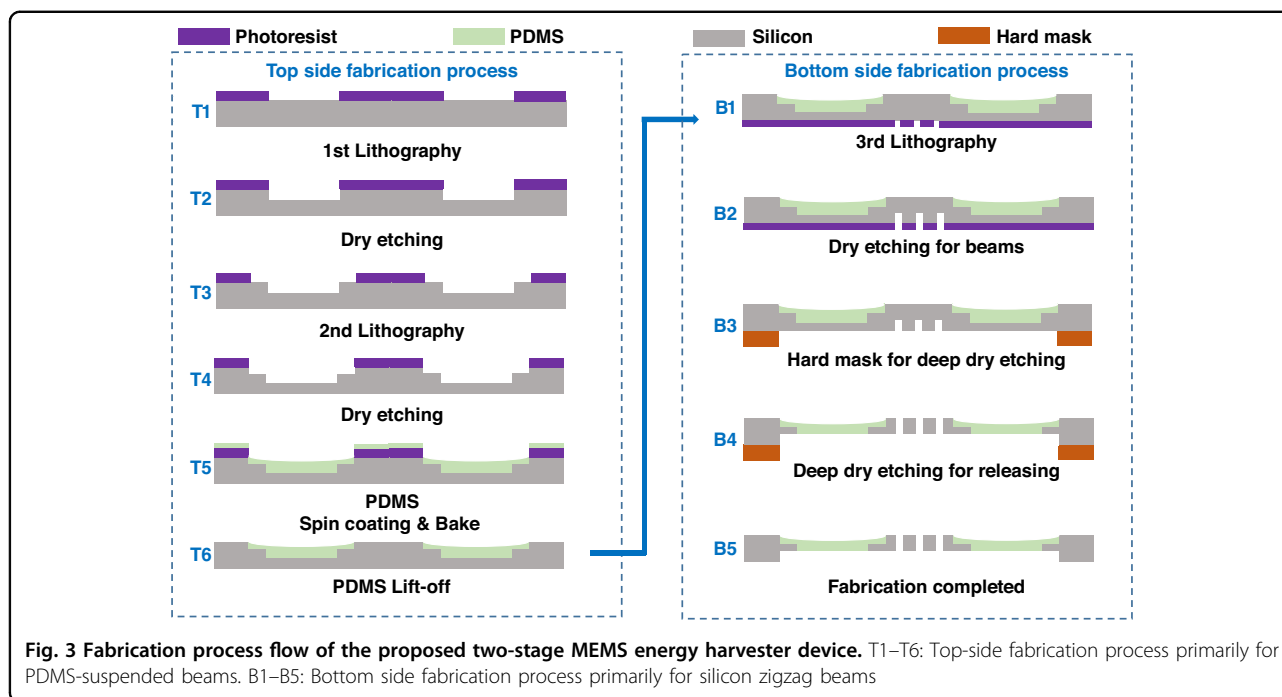 Photoresist PDMS Silicon Hard mask
Top side fabrication process
T1
1st Lithography
T2
Dry etching
T3
2nd Lithography
T4
Dry etching
T5
PDMS
Spin coating & Bake
T6
PDMS Lift-off
Bottom side fabrication process
B1
3rd Lithography
B2
Dry etching for beams
B3
Hard mask for deep dry etching
B4
Deep dry etching for releasing
B5
Fabrication completed
Fig. 3 Fabrication process flow of the proposed two-stage MEMS energy harvester device. T1–T6: Top-side fabrication process primarily for
PDMS-suspended beams. B1–B5: Bottom side fabrication process primarily for silicon zigzag beams